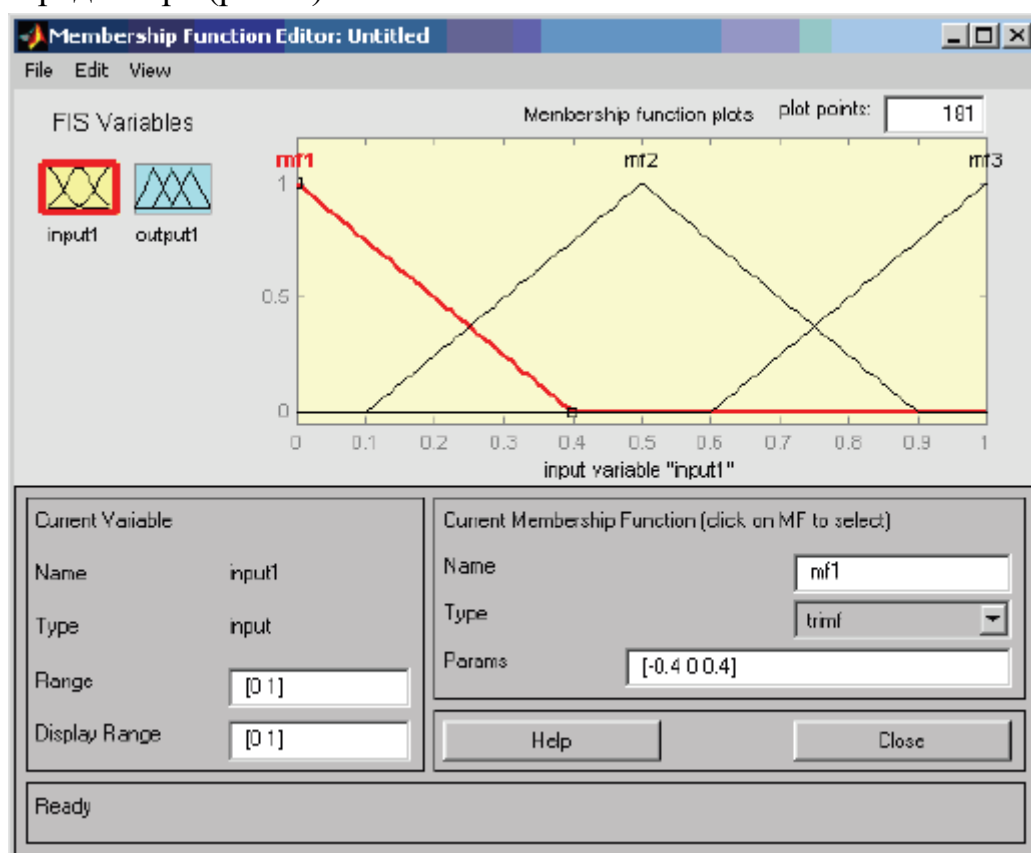 Membership Function Editor: Untitled
File Edit View
FIS Variables
Membership function plots
plot points:
181
input1
output1
mf1
mf2
mf3
1
0.5
0
0 0.1 0.2 0.3 0.4 0.5 0.6 0.7 0.8 0.9 1
input variable "input1"
Current Variable
Name input1
Type input
Range [0 1]
Display Range [0 1]
Current Membership Function (click on MF to select)
Name mf1
Type trimf
Params [-0.4 0 0.4]
Help
Close
Ready